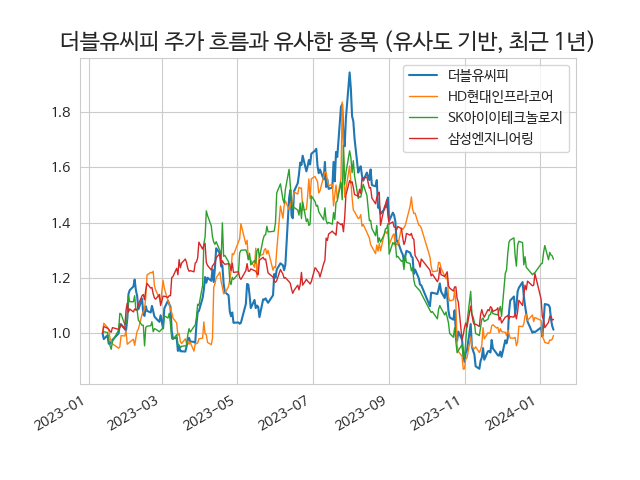 더블유씨피 주가 흐름과 유사한 종목 (유사도 기반, 최근 1년)
더블유씨피
HD현대인프라코어
SK아이이테크놀로지
삼성엔지니어링
1.8
1.6
1.4
1.2
1.0
2023-01
2023-03
2023-05
2023-07
2023-09
2023-11
2024-01